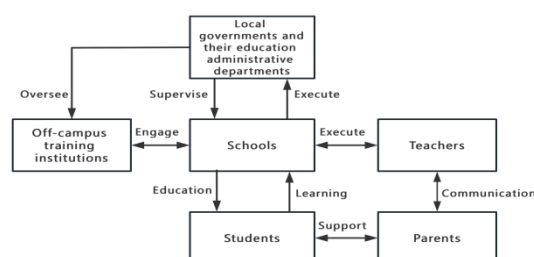 Local
governments and
their education
administrative
departments
Oversee
Supervise
Execute
Off-campus
training
institutions
Engage
Schools
Execute
Teachers
Education
Learning
Communication
Students
Support
Parents